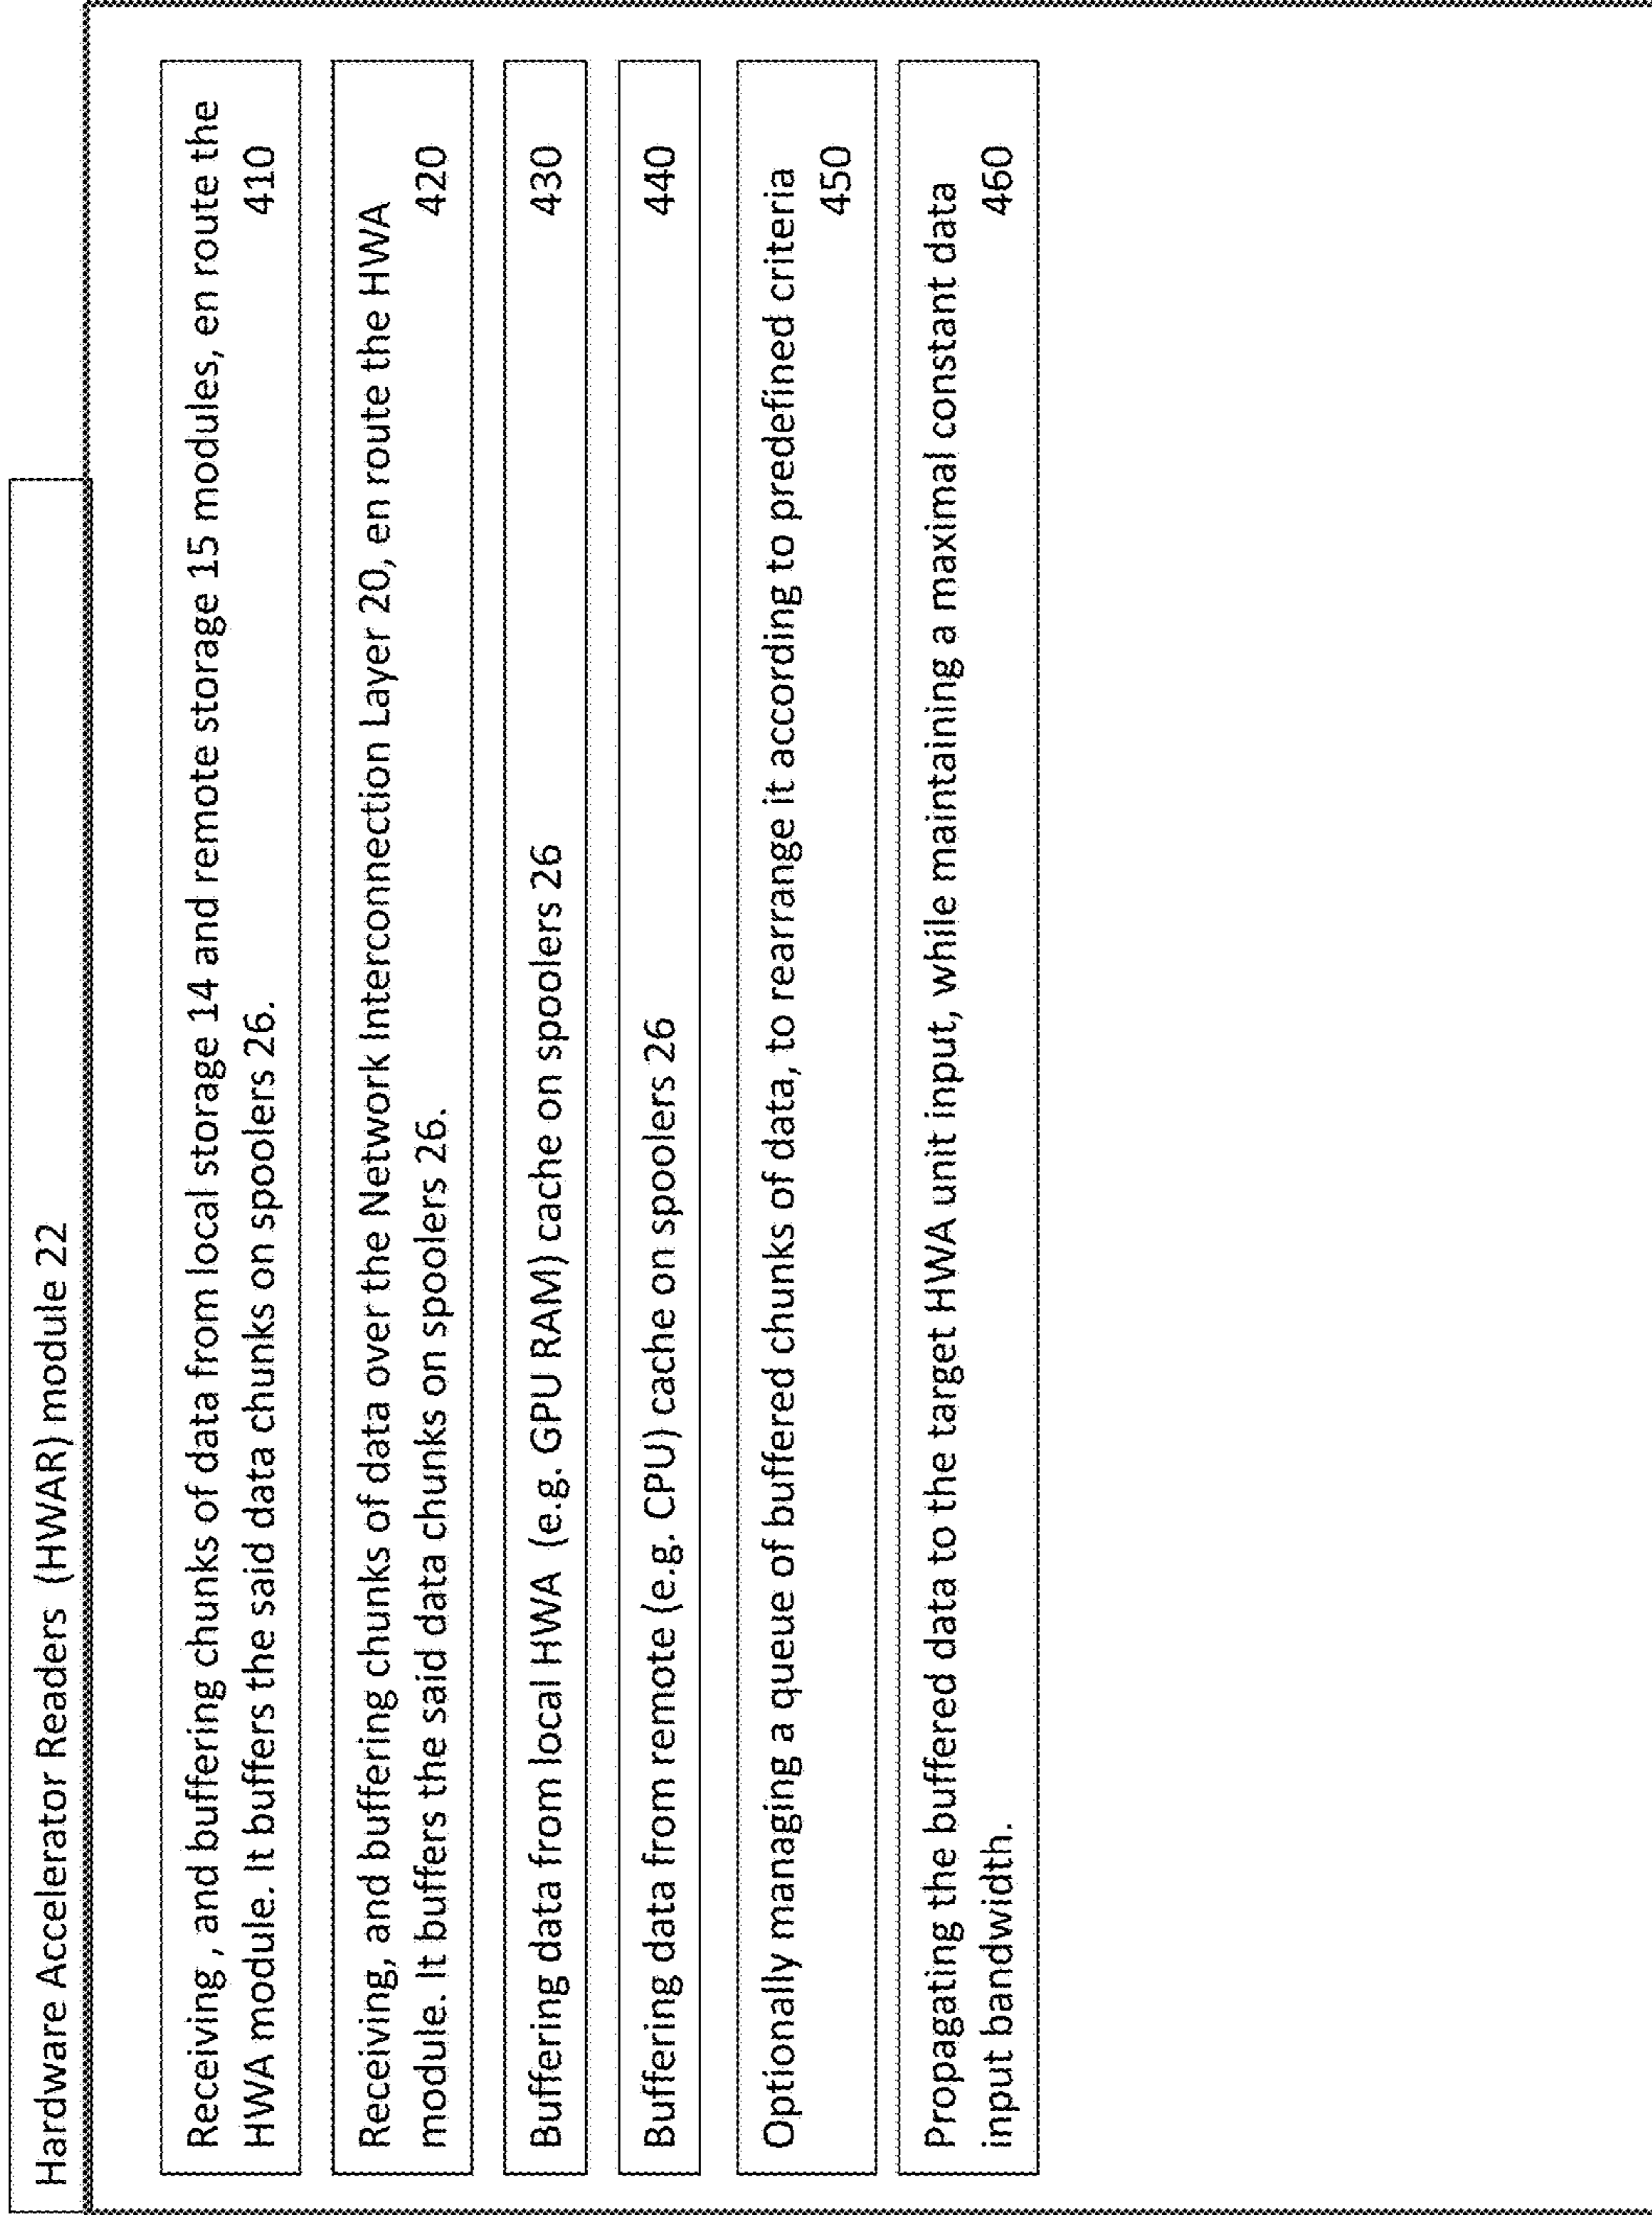 Hardware Accelerator Readers (HWAR) module 22
Receiving , and buffering chunks of data from local storage 14 and remote storage 15 modules, en route the
HWA module. It buffers the said data chunks on spoolers 26. 410
Receiving, and buffering chunks of data over the Network Interconnection Layer 20, en route the HWA
module. It buffers the said data chunks on spoolers 26. 420
Buffering data from local HWA (e.g. GPU RAM) cache on spoolers 26 430
Buffering data from remote (e.g. CPU) cache on spoolers 26 440
Optionally managing a queue of buffered chunks of data, to rearrange it according to predefined criteria
450
Propagating the buffered data to the target HWA unit input, while maintaining a maximal constant data
input bandwidth. 460